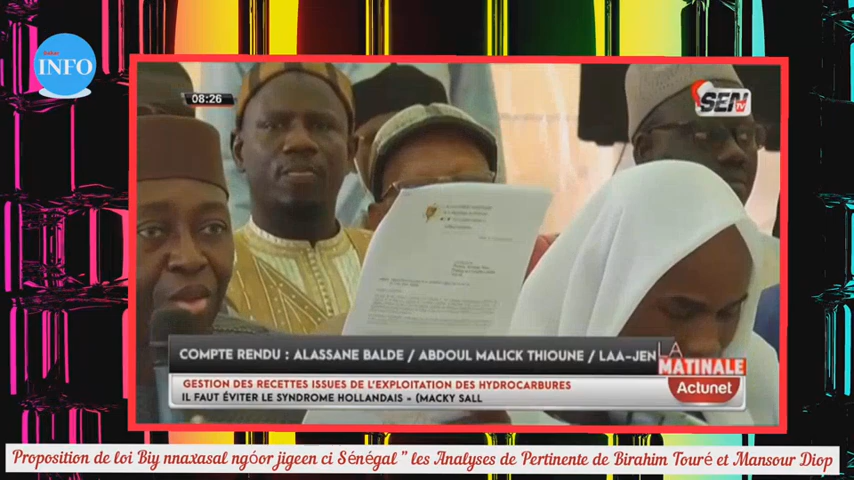 INFO
08:26
SEN TV
COMPTE RENDU : ALASSANE BALDE / ABDOUL MALICK THIOUNE / LAA-JEN
LA
MATINALE
Actunet
GESTION DES RECETTES ISSUES DE L'EXPLOITATION DES HYDROCARBURES
IL FAUT ÉVITER LE SYNDROME HOLLANDAIS » (MACKY SALL
Proposition de loi Biy nnaxasal ngóor jigeen ci Sénégal " les Analyses de Pertinente de Birahim Touré et Mansour Diop